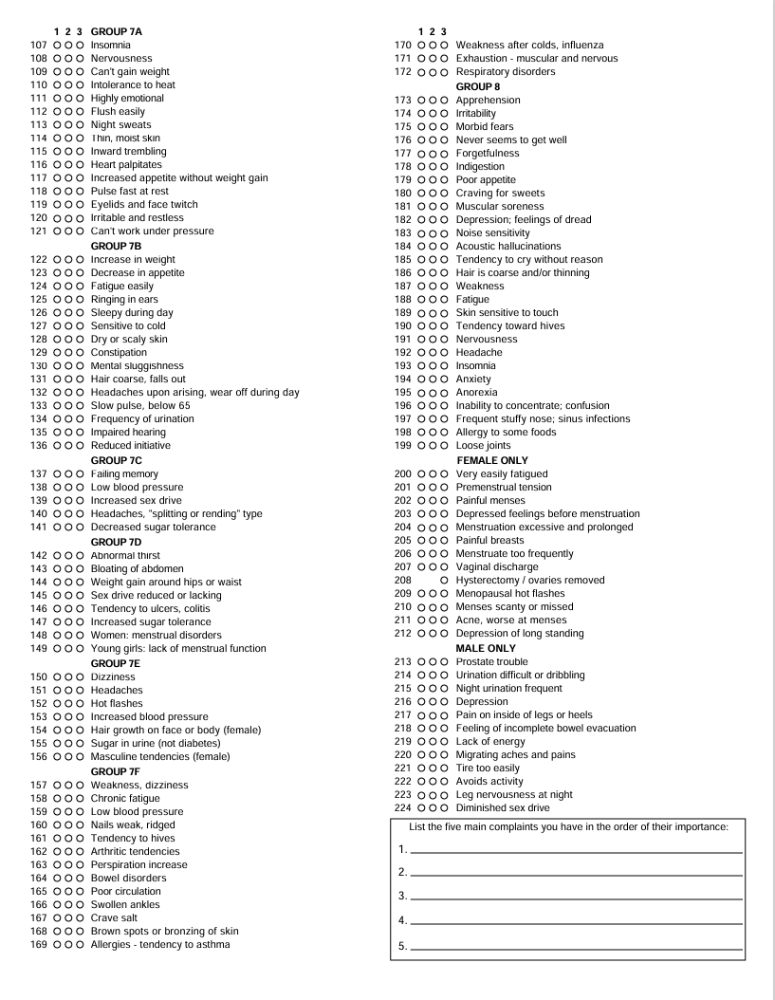 1 2 3 GROUP 7A
107 O O O Insomnia
108 O O O Nervousness
109 O O O Can't gain weight
110 O O O Intolerance to heat
111 O O O Highly emotional
112 O O O Flush easily
113 O O O Night sweats
114 O O O Thin, moist skin
115 O O O Inward trembling
116 O O O Heart palpitates
117 O O O Increased appetite without weight gain
118 O O O Pulse fast at rest
119 O O O Eyelids and face twitch
120 O O O Irritable and restless
121 O O O Can't work under pressure
GROUP 7B
122 O O O Increase in weight
123 O O O Decrease in appetite
124 O O O Fatigue easily
125 O O O Ringing in ears
126 O O O Sleepy during day
127 O O O Sensitive to cold
128 O O O Dry or scaly skin
129 O O O Constipation
130 O O O Mental sluggishness
131 O O O Hair coarse, falls out
132 O O O Headaches upon arising, wear off during day
133 O O O Slow pulse, below 65
134 O O O Frequency of urination
135 O O O Impaired hearing
136 O O O Reduced initiative
GROUP 7C
137 O O O Failing memory
138 O O O Low blood pressure
139 O O O Increased sex drive
140 O O O Headaches, "splitting or rending" type
141 O O O Decreased sugar tolerance
GROUP 7D
142 O O O Abnormal thirst
143 O O O Bloating of abdomen
144 O O O Weight gain around hips or waist
145 O O O Sex drive reduced or lacking
146 O O O Tendency to ulcers, colitis
147 O O O Increased sugar tolerance
148 O O O Women: menstrual disorders
149 O O O Young girls: lack of menstrual function
GROUP 7E
150 O O O Dizziness
151 O O O Headaches
152 O O O Hot flashes
153 O O O Increased blood pressure
154 O O O Hair growth on face or body (female)
155 O O O Sugar in urine (not diabetes)
156 O O O Masculine tendencies (female)
GROUP 7F
157 O O O Weakness, dizziness
158 O O O Chronic fatigue
159 O O O Low blood pressure
160 O O O Nails weak, ridged
161 O O O Tendency to hives
162 O O O Arthritic tendencies
163 O O O Perspiration increase
164 O O O Bowel disorders
165 O O O Poor circulation
166 O O O Swollen ankles
167 O O O Crave salt
168 O O O Brown spots or bronzing of skin
169 O O O Allergies - tendency to asthma
1 2 3
170 O O O Weakness after colds, influenza
171 O O O Exhaustion - muscular and nervous
172 O O O Respiratory disorders
GROUP 8
173 O O O Apprehension
174 O O O Irritability
175 O O O Morbid fears
176 O O O Never seems to get well
177 O O O Forgetfulness
178 O O O Indigestion
179 O O O Poor appetite
180 O O O Craving for sweets
181 O O O Muscular soreness
182 O O O Depression; feelings of dread
183 O O O Noise sensitivity
184 O O O Acoustic hallucinations
185 O O O Tendency to cry without reason
186 O O O Hair is coarse and/or thinning
187 O O O Weakness
188 O O O Fatigue
189 O O O Skin sensitive to touch
190 O O O Tendency toward hives
191 O O O Nervousness
192 O O O Headache
193 O O O Insomnia
194 O O O Anxiety
195 O O O Anorexia
196 O O O Inability to concentrate; confusion
197 O O O Frequent stuffy nose; sinus infections
198 O O O Allergy to some foods
199 O O O Loose joints
FEMALE ONLY
200 O O O Very easily fatigued
201 O O O Premenstrual tension
202 O O O Painful menses
203 O O O Depressed feelings before menstruation
204 O O O Menstruation excessive and prolonged
205 O O O Painful breasts
206 O O O Menstruate too frequently
207 O O O Vaginal discharge
208 O Hysterectomy / ovaries removed
209 O O O Menopausal hot flashes
210 O O O Menses scanty or missed
211 O O O Acne, worse at menses
212 O O O Depression of long standing
MALE ONLY
213 O O O Prostate trouble
214 O O O Urination difficult or dribbling
215 O O O Night urination frequent
216 O O O Depression
217 O O O Pain on inside of legs or heels
218 O O O Feeling of incomplete bowel evacuation
219 O O O Lack of energy
220 O O O Migrating aches and pains
221 O O O Tire too easily
222 O O O Avoids activity
223 O O O Leg nervousness at night
224 O O O Diminished sex drive
List the five main complaints you have in the order of their importance:
1.
2.
3.
4.
5.